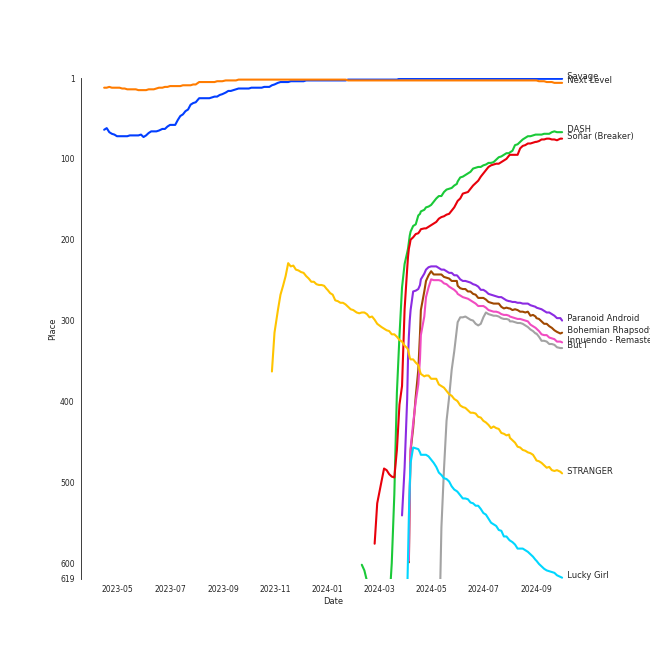 1
100
200
300
400
500
600
619
Place
2023-05
2023-07
2023-09
2023-11
2024-01
2024-03
2024-05
2024-07
2024-09
Date
Savage
Next Level
DASH
Sonar (Breaker)
Paranoid Android
Bohemian Rhapsody
Innuendo - Remaste
STRANGER
Lucky Girl